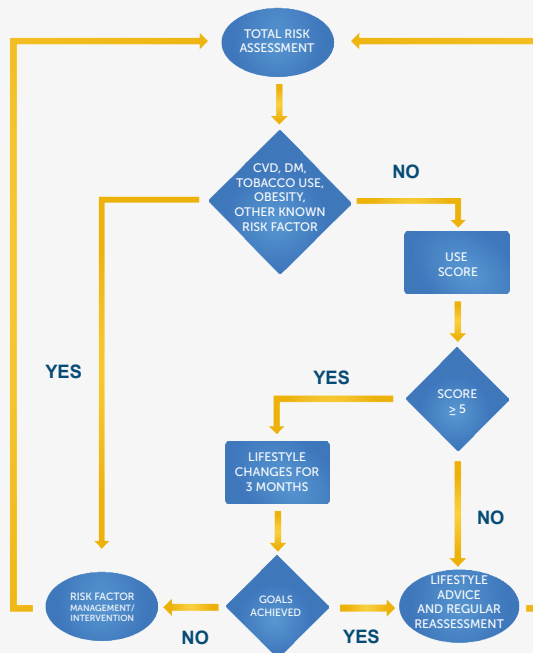 TOTAL RISK
ASSESSMENT
CVD, DM,
TOBACCO USE,
OBESITY,
OTHER KNOWN
RISK FACTOR
NO
USE
SCORE
YES
YES
SCORE
≥ 5
LIFESTYLE
CHANGES FOR
3 MONTHS
NO
RISK FACTOR
MANAGEMENT/
INTERVENTION
NO
GOALS
ACHIEVED
YES
LIFESTYLE
ADVICE
AND REGULAR
REASSESSMENT